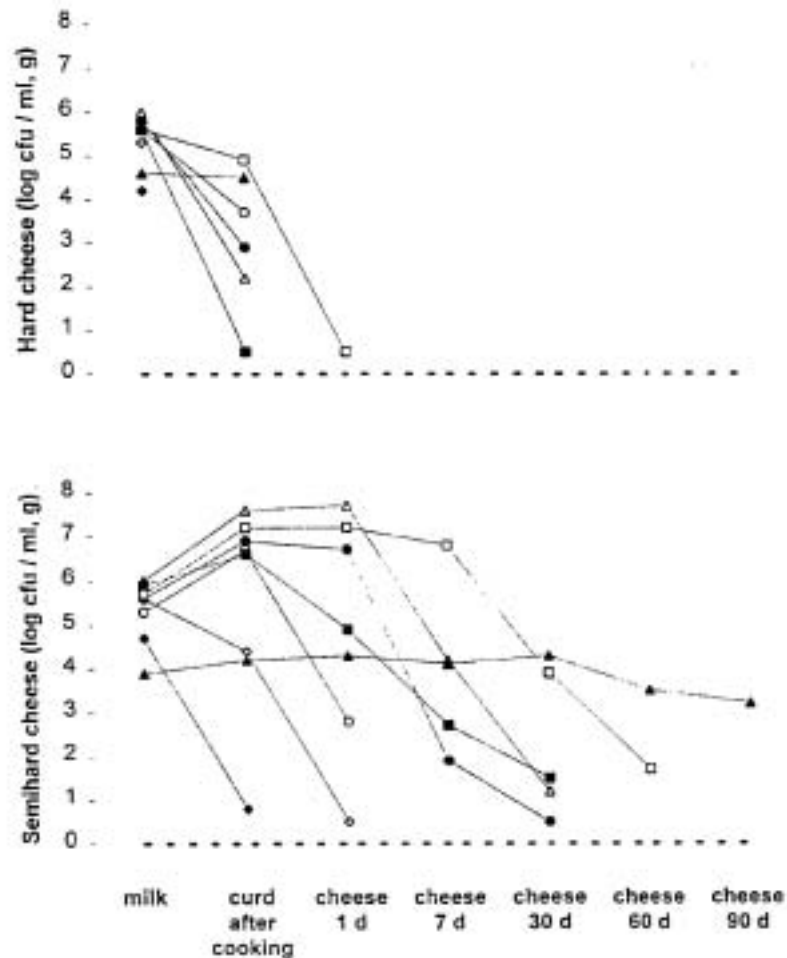 Hard cheese (log cfu / ml, g)
8
7
6
5
4
3
2
1
0
Semihard cheese (log cfu / ml, g)
8
7
6
5
4
3
2
1
0
milk
curd after cooking
cheese 1 d
cheese 7 d
cheese 30 d
cheese 60 d
cheese 90 d